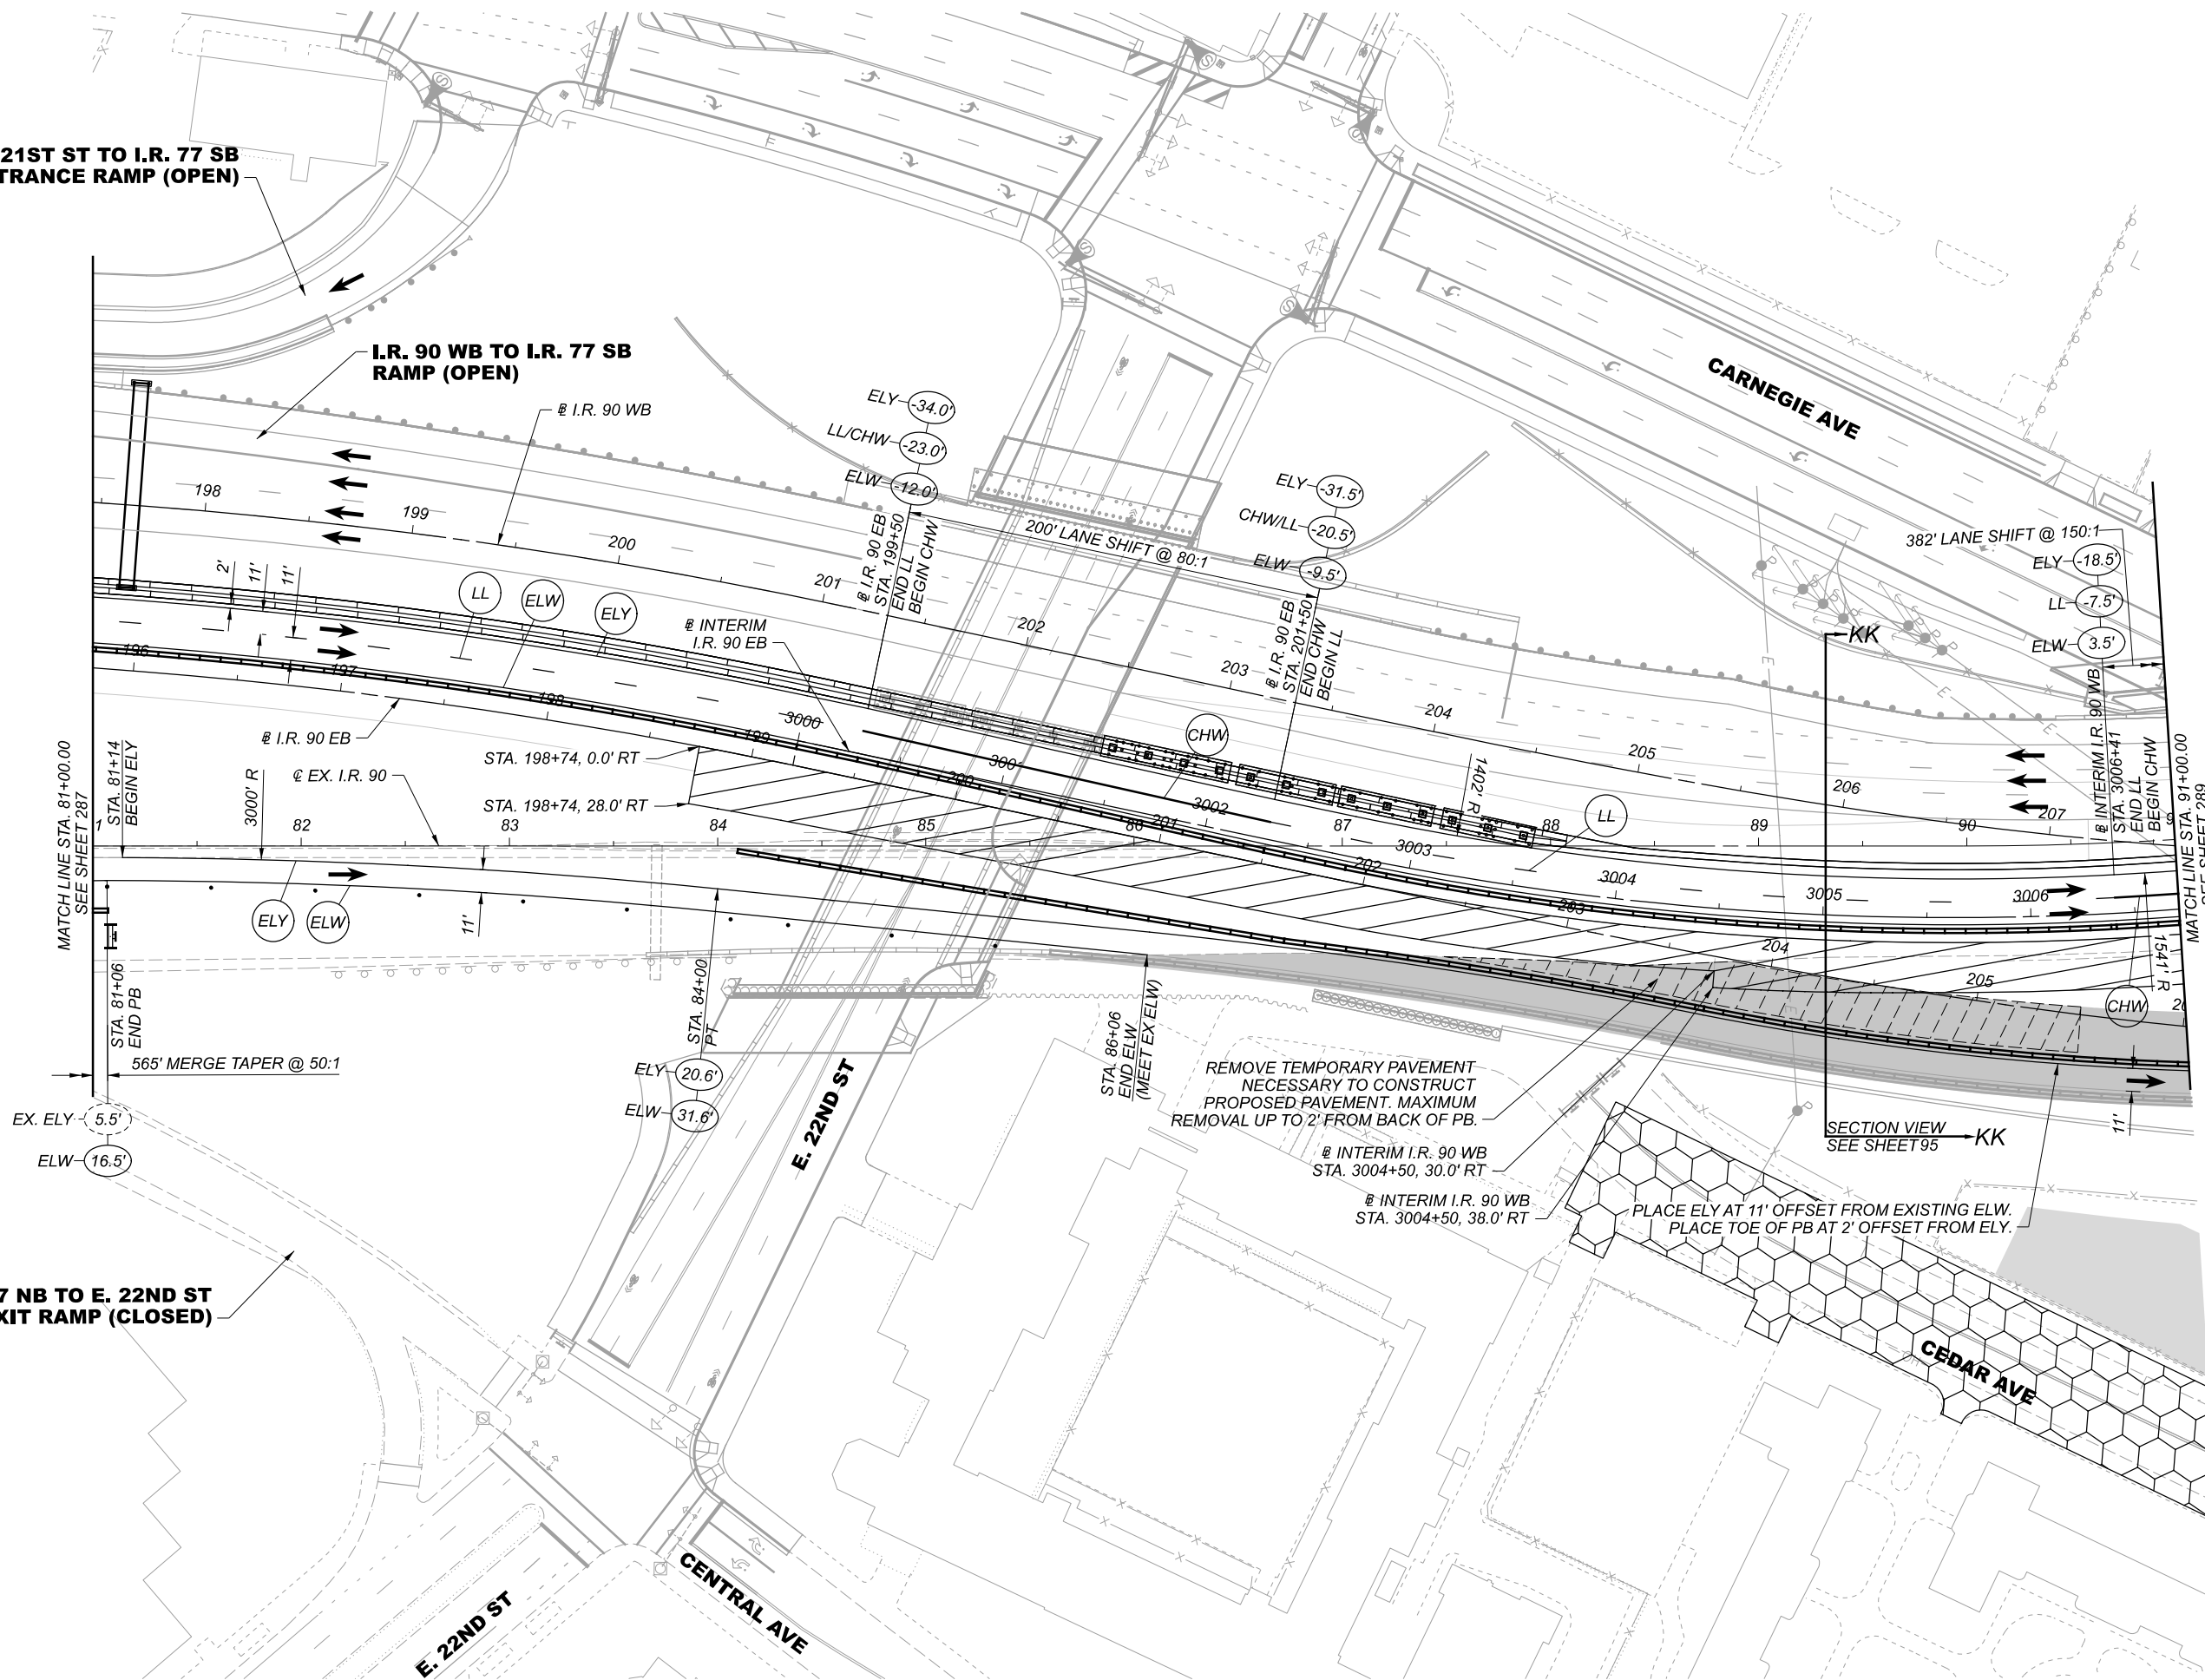 21ST ST TO I.R. 77 SB
TRANCE RAMP (OPEN)
I.R. 90 WB TO I.R. 77 SB
RAMP (OPEN)
℄ I.R. 90 WB
CARNEGIE AVE
ELY -34.0'
LL/CHW -23.0'
ELW -12.0'
I.R. 90 EB
STA. 199+50
END LL
BEGIN CHW
200' LANE SHIFT @ 80:1
ELY -31.5'
CHW/LL -20.5'
ELW -9.5'
I.R. 90 EB
STA. 201+50
END CHW
BEGIN LL
382' LANE SHIFT @ 150:1
ELY -18.5'
LL -7.5'
ELW 3.5'
INTERIM I.R. 90 WB
STA. 3006+41
END LL
BEGIN CHW
KK
198
199
200
201
202
203
204
205
206
207
2'
11'
11'
LL
ELW
ELY
INTERIM
I.R. 90 EB
196
197
198
199
200
201
202
203
204
205
3000
3002
3003
3004
3005
3006
CHW
1402' R
LL
I.R. 90 EB
STA. 198+74, 0.0' RT
℄ EX. I.R. 90
STA. 198+74, 28.0' RT
MATCH LINE STA. 81+00.00
SEE SHEET 287
STA. 81+14
BEGIN ELY
3000' R
82
83
84
85
86
87
88
89
90
MATCH LINE STA. 91+00.00
SEE SHEET 289
ELY
ELW
11'
STA. 81+06
END PB
565' MERGE TAPER @ 50:1
EX. ELY 5.5'
ELW 16.5'
STA. 84+00
PT
ELY 20.6'
ELW 31.6'
E. 22ND ST
STA. 86+06
END ELW
(MEET EX ELW)
REMOVE TEMPORARY PAVEMENT
NECESSARY TO CONSTRUCT
PROPOSED PAVEMENT. MAXIMUM
REMOVAL UP TO 2' FROM BACK OF PB.
INTERIM I.R. 90 WB
STA. 3004+50, 30.0' RT
INTERIM I.R. 90 WB
STA. 3004+50, 38.0' RT
1541' R
CHW
11'
SECTION VIEW
SEE SHEET 95
KK
PLACE ELY AT 11' OFFSET FROM EXISTING ELW.
PLACE TOE OF PB AT 2' OFFSET FROM ELY.
7 NB TO E. 22ND ST
XIT RAMP (CLOSED)
CEDAR AVE
CENTRAL AVE
E. 22ND ST